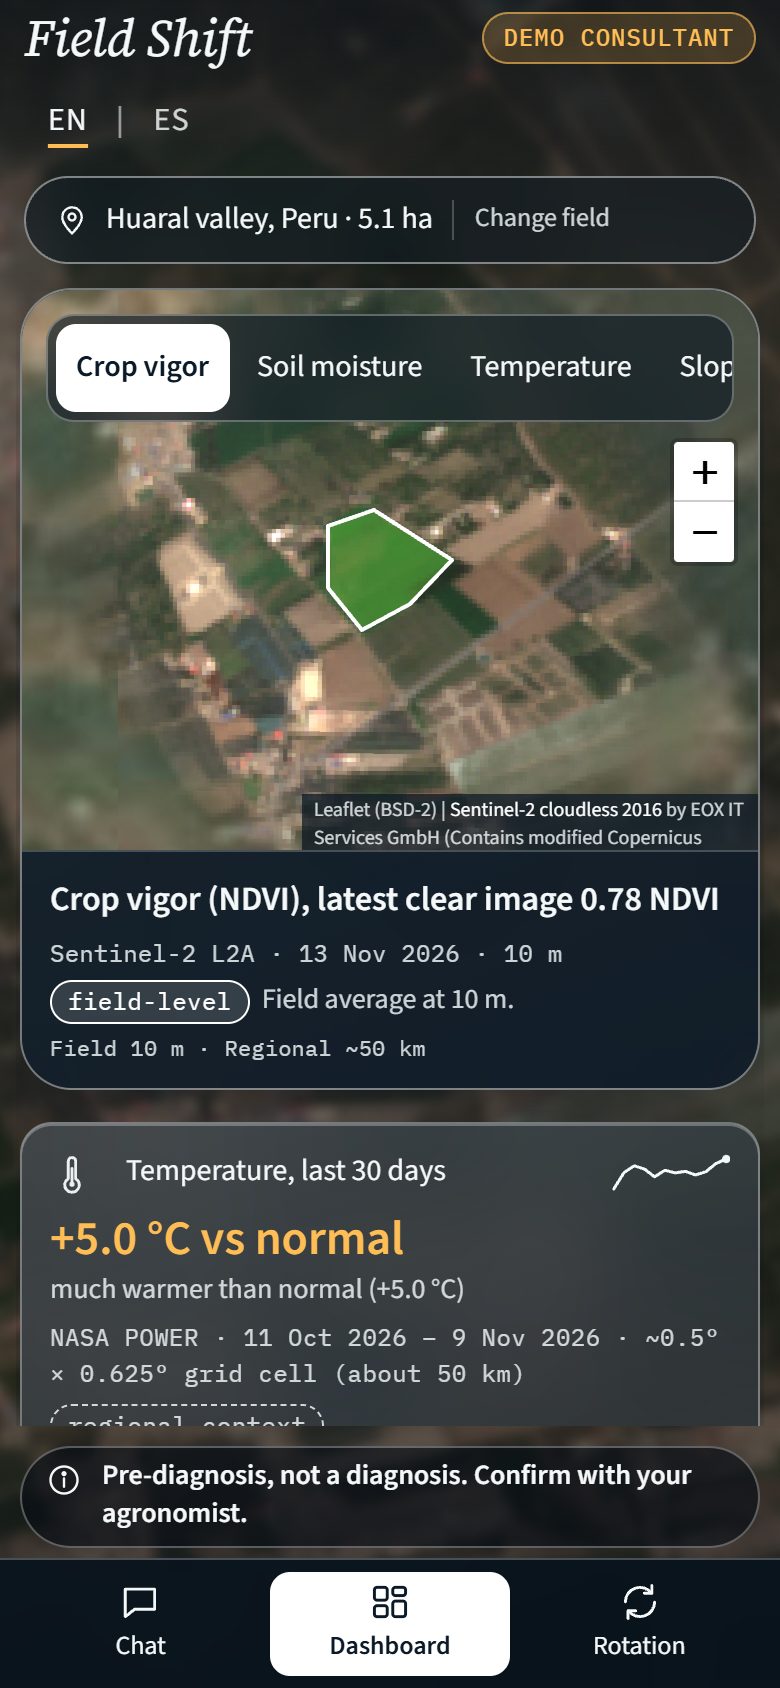 Field Shift
DEMO CONSULTANT
EN | ES
Huaral valley, Peru · 5.1 ha | Change field
Crop vigor Soil moisture Temperature Slop
+
−
Leaflet (BSD-2) | Sentinel-2 cloudless 2016 by EOX IT
Services GmbH (Contains modified Copernicus
Crop vigor (NDVI), latest clear image 0.78 NDVI
Sentinel-2 L2A · 13 Nov 2026 · 10 m
field-level Field average at 10 m.
Field 10 m · Regional ~50 km
Temperature, last 30 days
+5.0 °C vs normal
much warmer than normal (+5.0 °C)
NASA POWER · 11 Oct 2026 – 9 Nov 2026 · ~0.5°
× 0.625° grid cell (about 50 km)
regional context
Pre-diagnosis, not a diagnosis. Confirm with your
agronomist.
Chat Dashboard Rotation